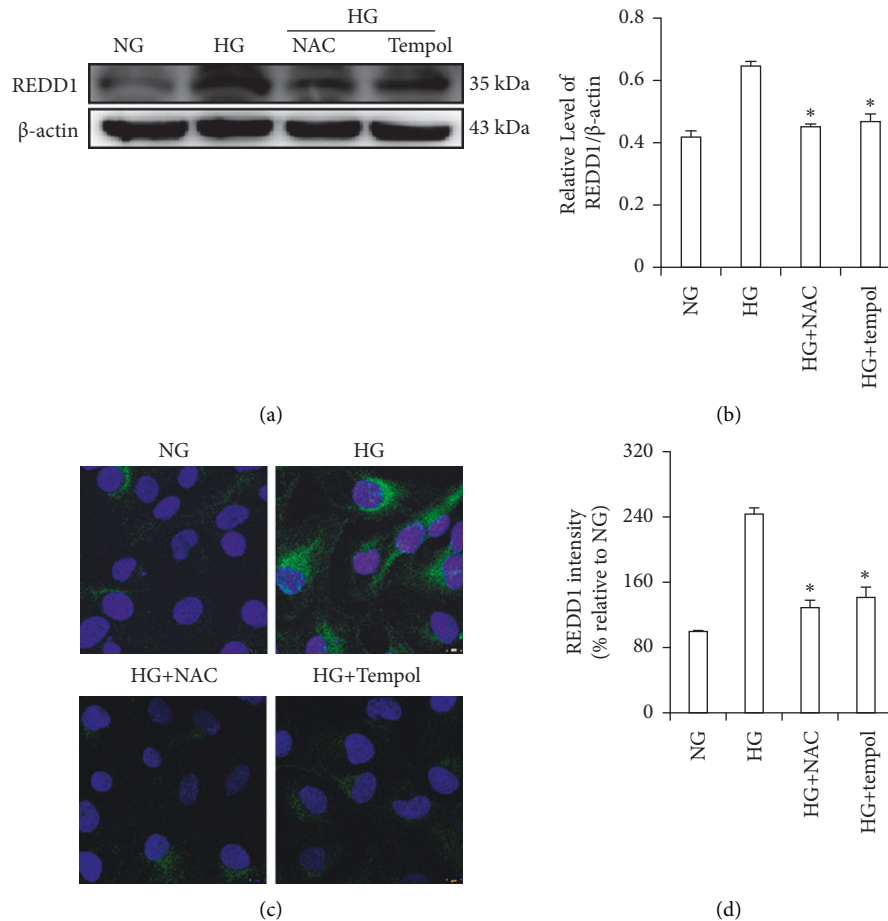 HG
NG HG NAC Tempol
REDD1 35 kDa
β-actin 43 kDa
(a)
Relative Level of
REDD1/β-actin
0.8
0.6
0.4
0.2
0
* *
NG HG HG+NAC HG+tempol
(b)
NG HG
HG+NAC HG+Tempol
(c)
REDD1 intensity
(% relative to NG)
320
240
160
80
0
* *
NG HG HG+NAC HG+tempol
(d)